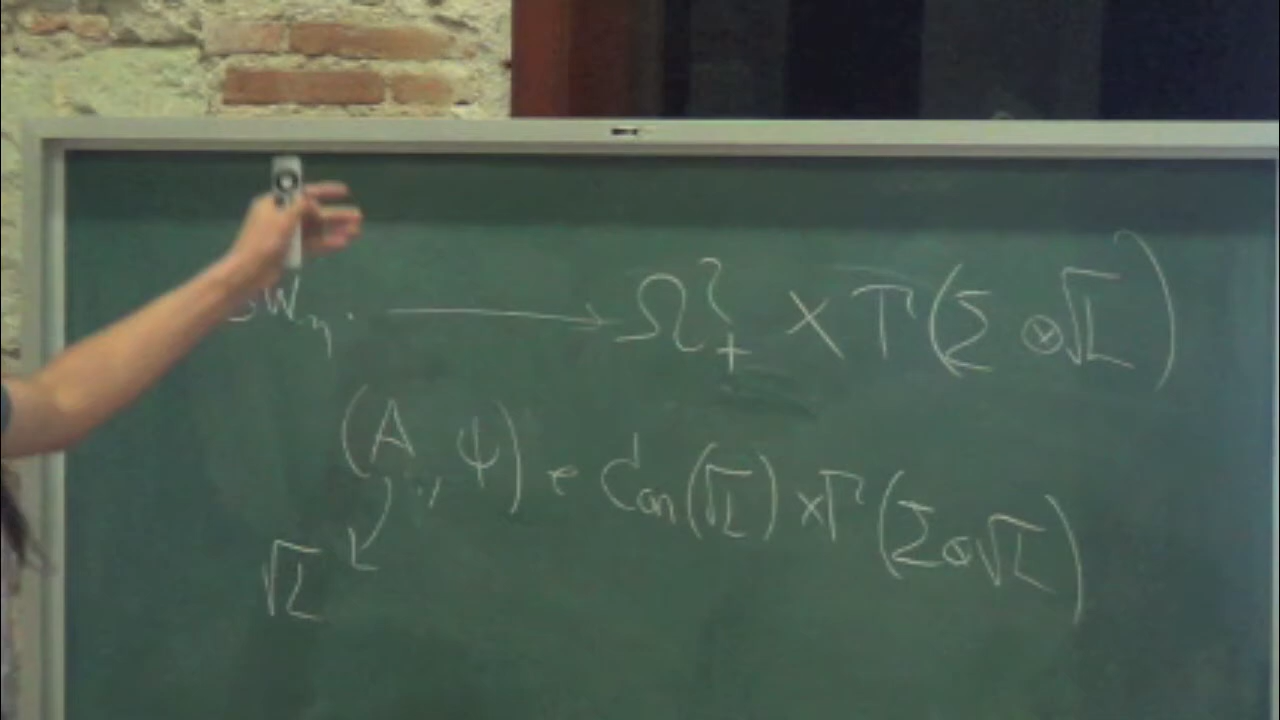 SW_η. ⟶ Ω²₊ × Γ(Σ ⊗ √L)
(A, ψ) ∈ Con(√L) × Γ(Σ ⊗ √L)
√L